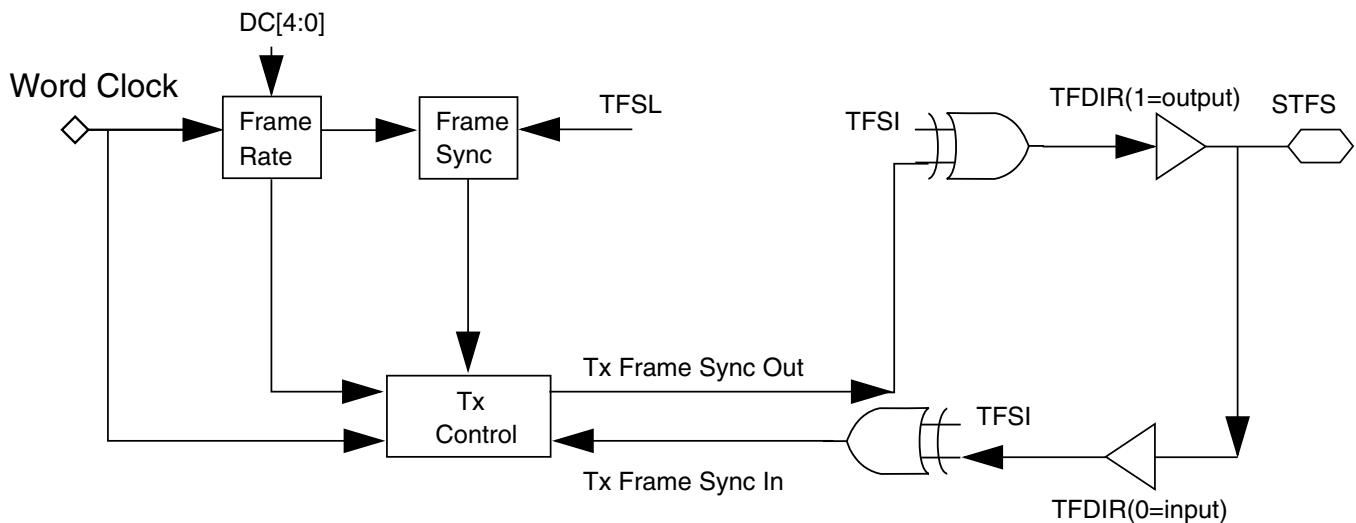 DC[4:0]
Word Clock
Frame
Rate
Frame
Sync
TFSL
TFSI
TFDIR(1=output)
STFS
Tx Frame Sync Out
Tx
Control
TFSI
Tx Frame Sync In
TFDIR(0=input)